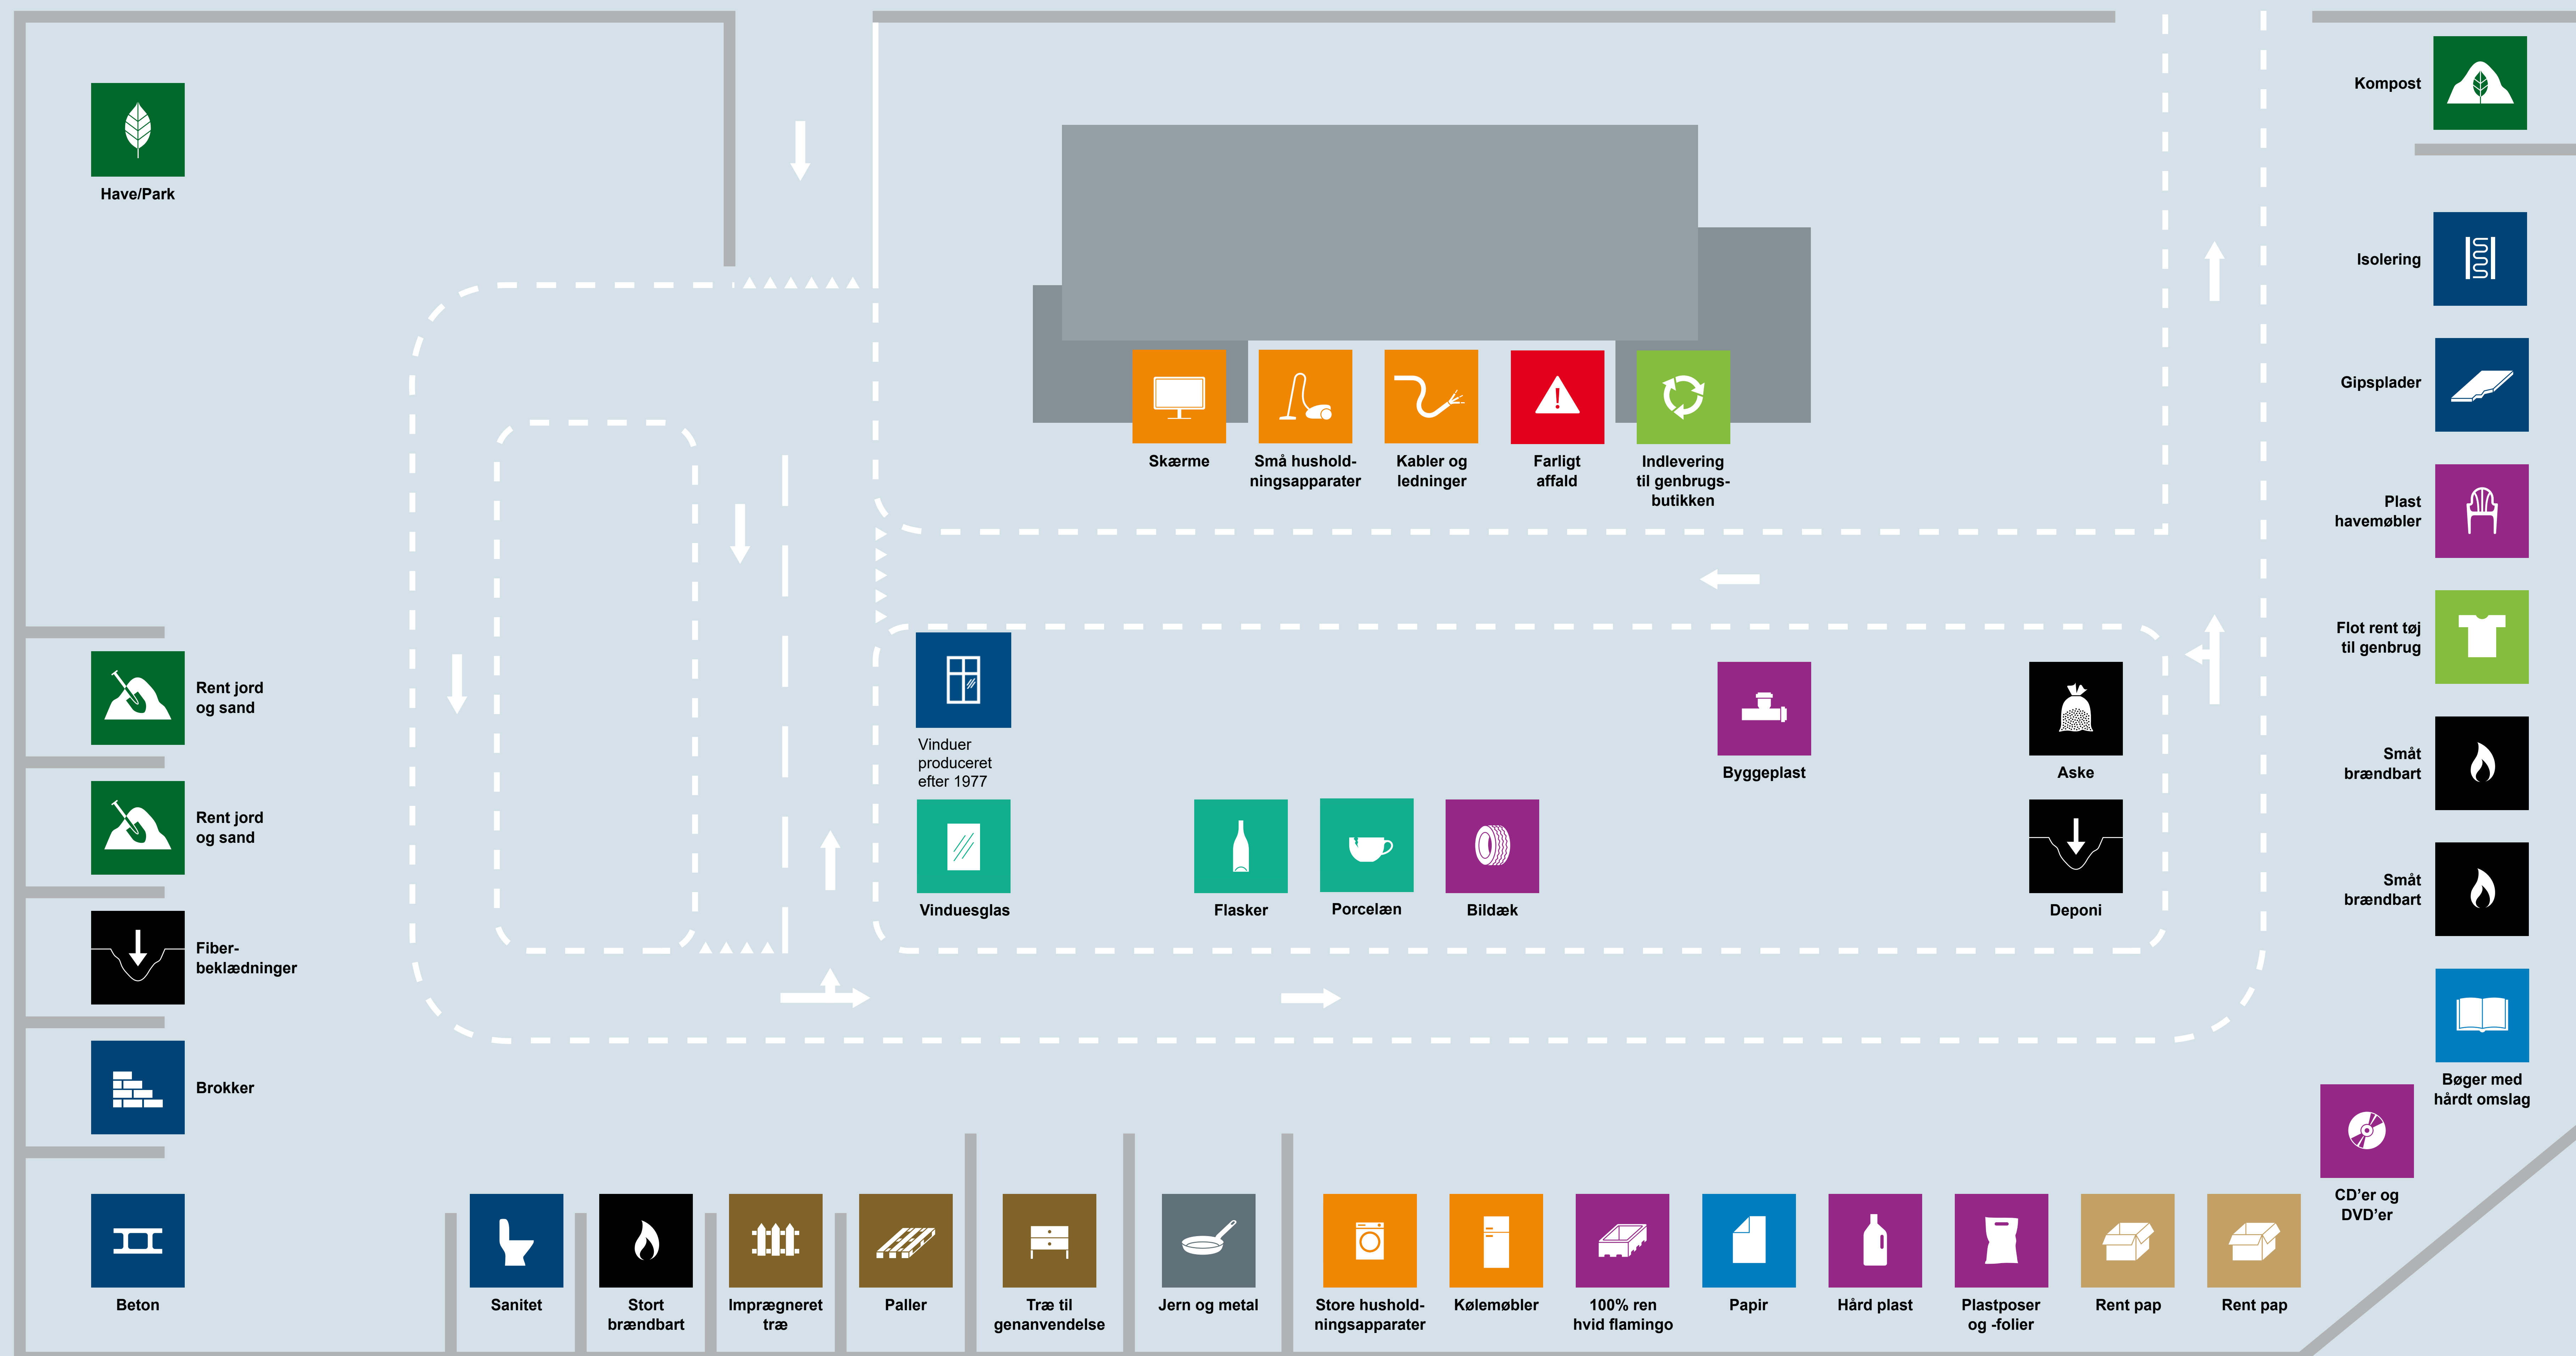 Have/Park
Kompost
Isolering
Gipsplader
Plast
havemøbler
Flot rent tøj
til genbrug
Småt
brændbart
Småt
brændbart
Bøger med
hårdt omslag
CD’er og
DVD’er
Skærme
Små hushold-
ningsapparater
Kabler og
ledninger
Farligt
affald
Indlevering
til genbrugs-
butikken
Rent jord
og sand
Rent jord
og sand
Fiber-
beklædninger
Brokker
Vinduer
produceret
efter 1977
Byggeplast
Aske
Vinduesglas
Flasker
Porcelæn
Bildæk
Deponi
Beton
Sanitet
Stort
brændbart
Imprægneret
træ
Paller
Træ til
genanvendelse
Jern og metal
Store hushold-
ningsapparater
Kølemøbler
100% ren
hvid flamingo
Papir
Hård plast
Plastposer
og -folier
Rent pap
Rent pap